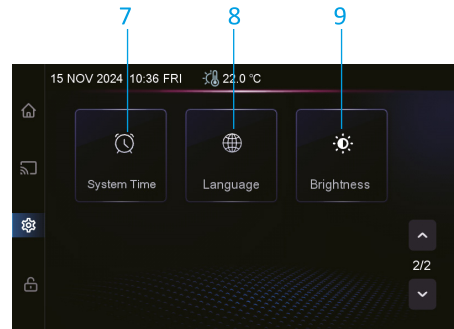 7 8 9
15 NOV 2024 10:36 FRI 22.0 °C
System Time Language Brightness
2/2